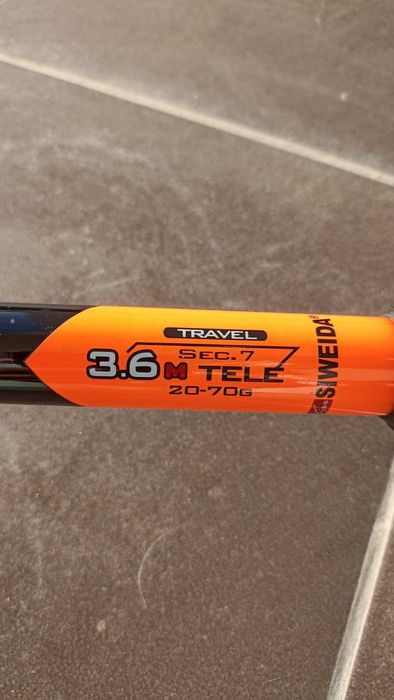 TRAVEL
SEC.7
3.6M TELE
20-70G
SIWEIDA®